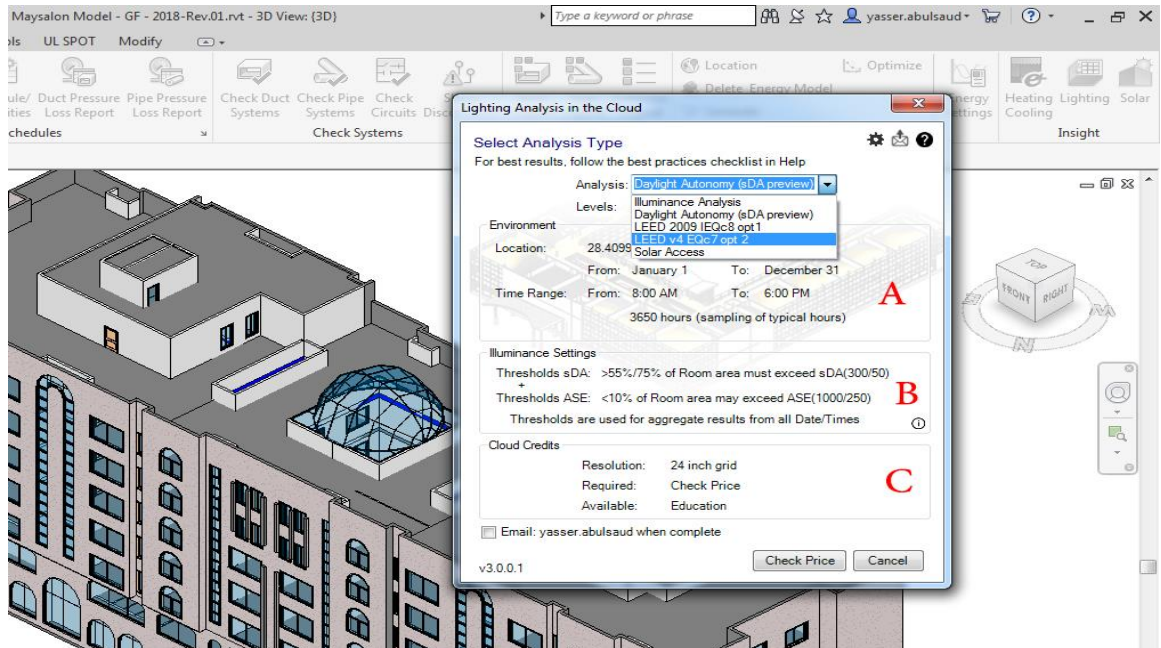 Maysalon Model - GF - 2018-Rev.01.rvt - 3D View: {3D}
Type a keyword or phrase
yasser.abulsaud
UL SPOT Modify
Duct Pressure Pipe Pressure Check Duct Check Pipe Check
Loss Report Loss Report Systems Systems Circuits
Location
Optimize
Delete Energy Model
Heating Lighting Solar
Cooling
Check Systems
Insight
Lighting Analysis in the Cloud
Select Analysis Type
For best results, follow the best practices checklist in Help
Analysis: Daylight Autonomy (sDA preview)
Illuminance Analysis
Levels: Daylight Autonomy (sDA preview)
LEED 2009 IEQc8 opt1
Environment
LEED v4 EQc7 opt 2
Location: 28.4099
Solar Access
From: January 1 To: December 31
Time Range: From: 8:00 AM To: 6:00 PM
A
3650 hours (sampling of typical hours)
Illuminance Settings
Thresholds sDA: >55%/75% of Room area must exceed sDA(300/50)
+
Thresholds ASE: <10% of Room area may exceed ASE(1000/250)
B
Thresholds are used for aggregate results from all Date/Times
Cloud Credits
Resolution: 24 inch grid
Required: Check Price
C
Available: Education
Email: yasser.abulsaud when complete
Check Price Cancel
v3.0.0.1
TOP
FRONT RIGHT